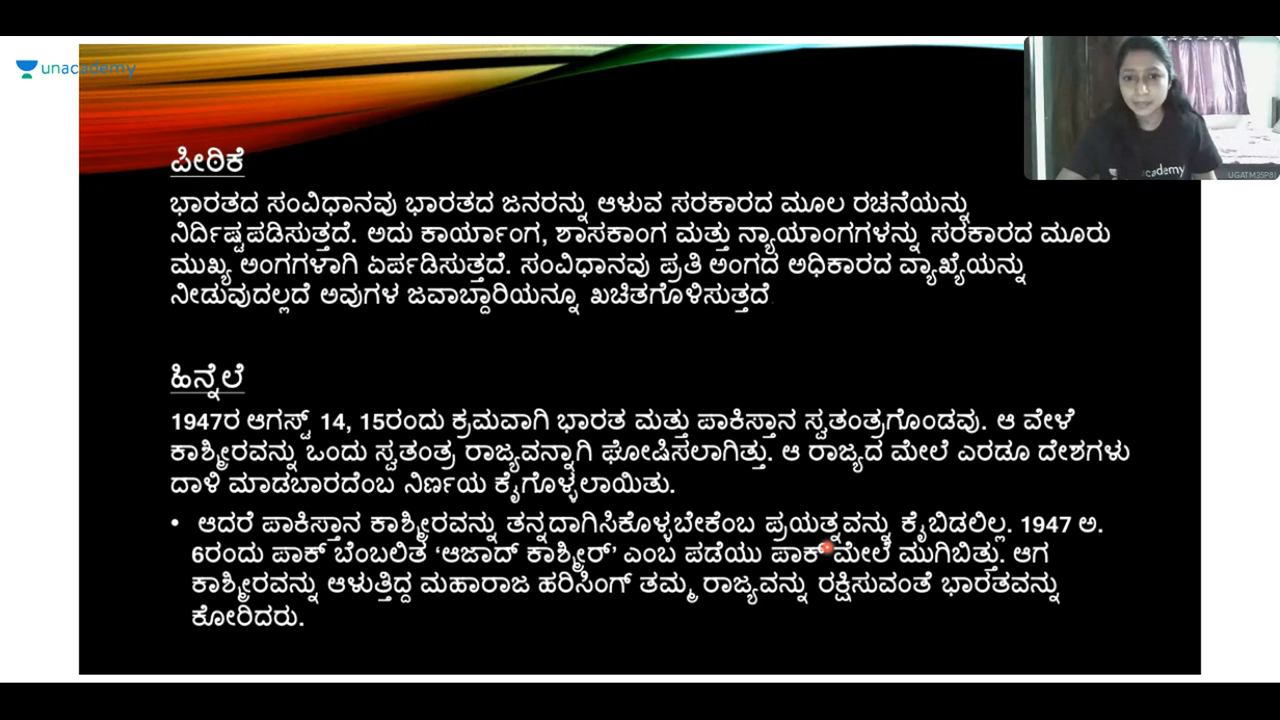 unacademy
ಪೀಠಿಕೆ
ಭಾರತದ ಸಂವಿಧಾನವು ಭಾರತದ ಜನರನ್ನು ಆಳುವ ಸರಕಾರದ ಮೂಲ ರಚನೆಯನ್ನು
ನಿರ್ದಿಷ್ಟಪಡಿಸುತ್ತದೆ. ಅದು ಕಾರ್ಯಾಂಗ, ಶಾಸಕಾಂಗ ಮತ್ತು ನ್ಯಾಯಾಂಗಗಳನ್ನು ಸರಕಾರದ ಮೂರು
ಮುಖ್ಯ ಅಂಗಗಳಾಗಿ ಏರ್ಪಡಿಸುತ್ತದೆ. ಸಂವಿಧಾನವು ಪ್ರತಿ ಅಂಗದ ಅಧಿಕಾರದ ವ್ಯಾಖ್ಯೆಯನ್ನು
ನೀಡುವುದಲ್ಲದೆ ಅವುಗಳ ಜವಾಬ್ದಾರಿಯನ್ನೂ ಖಚಿತಗೊಳಿಸುತ್ತದೆ.
ಹಿನ್ನೆಲೆ
1947ರ ಆಗಸ್ಟ್ 14, 15ರಂದು ಕ್ರಮವಾಗಿ ಭಾರತ ಮತ್ತು ಪಾಕಿಸ್ತಾನ ಸ್ವತಂತ್ರಗೊಂಡವು. ಆ ವೇಳೆ
ಕಾಶ್ಮೀರವನ್ನು ಒಂದು ಸ್ವತಂತ್ರ ರಾಜ್ಯವನ್ನಾಗಿ ಘೋಷಿಸಲಾಗಿತ್ತು. ಆ ರಾಜ್ಯದ ಮೇಲೆ ಎರಡೂ ದೇಶಗಳು
ದಾಳಿ ಮಾಡಬಾರದೆಂಬ ನಿರ್ಣಯ ಕೈಗೊಳ್ಳಲಾಯಿತು.
• ಆದರೆ ಪಾಕಿಸ್ತಾನ ಕಾಶ್ಮೀರವನ್ನು ತನ್ನದಾಗಿಸಿಕೊಳ್ಳಬೇಕೆಂಬ ಪ್ರಯತ್ನವನ್ನು ಕೈಬಿಡಲಿಲ್ಲ. 1947 ಅ.
6ರಂದು ಪಾಕ್ ಬೆಂಬಲಿತ ‘ಆಜಾದ್ ಕಾಶ್ಮೀರ್’ ಎಂಬ ಪಡೆಯು ಪಾಕ್ ಮೇಲೆ ಮುಗಿಬಿತ್ತು. ಆಗ
ಕಾಶ್ಮೀರವನ್ನು ಆಳುತ್ತಿದ್ದ ಮಹಾರಾಜ ಹರಿಸಿಂಗ್ ತಮ್ಮ ರಾಜ್ಯವನ್ನು ರಕ್ಷಿಸುವಂತೆ ಭಾರತವನ್ನು
ಕೋರಿದರು.